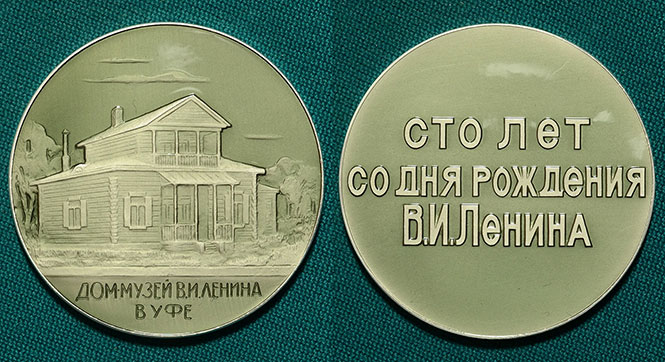 ДОМ-МУЗЕЙ В.И.ЛЕНИНА
В УФЕ
сто лет
со дня рождения
В.И.Ленина